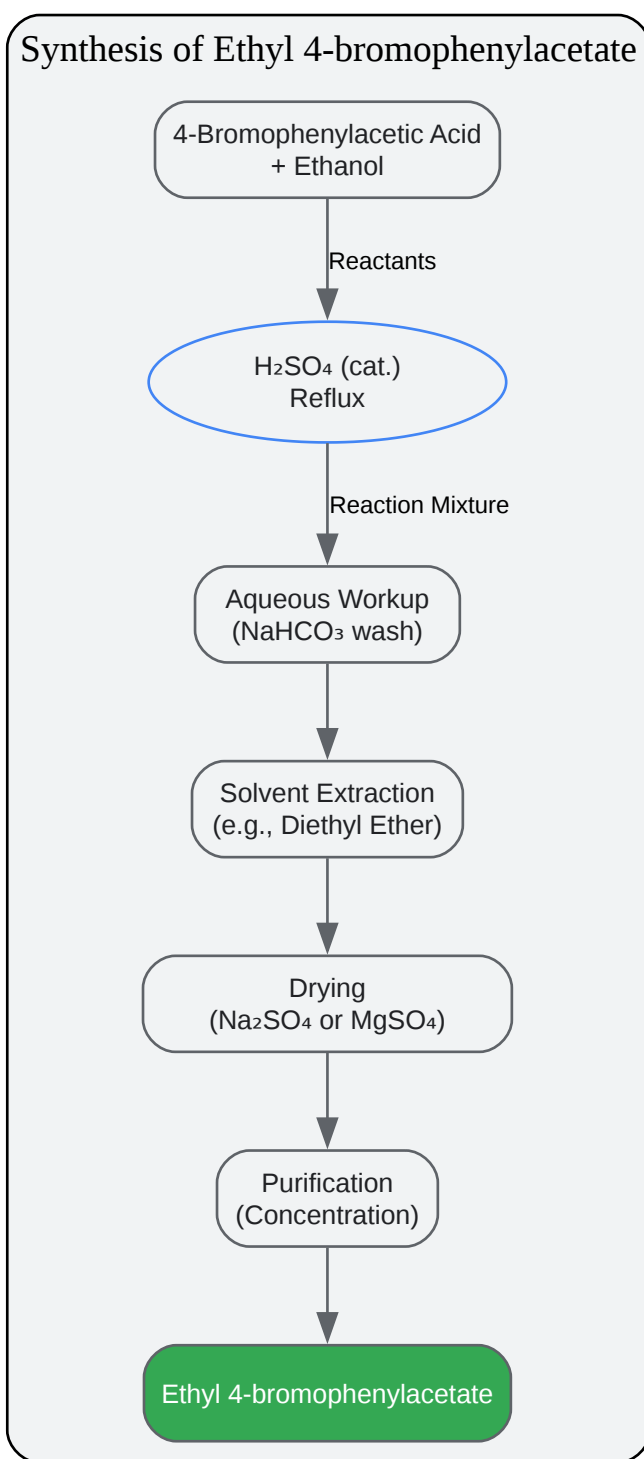 Synthesis of Ethyl 4-bromophenylacetate
4-Bromophenylacetic Acid
+ Ethanol
Reactants
H₂SO₄ (cat.)
Reflux
Reaction Mixture
Aqueous Workup
(NaHCO₃ wash)
Solvent Extraction
(e.g., Diethyl Ether)
Drying
(Na₂SO₄ or MgSO₄)
Purification
(Concentration)
Ethyl 4-bromophenylacetate